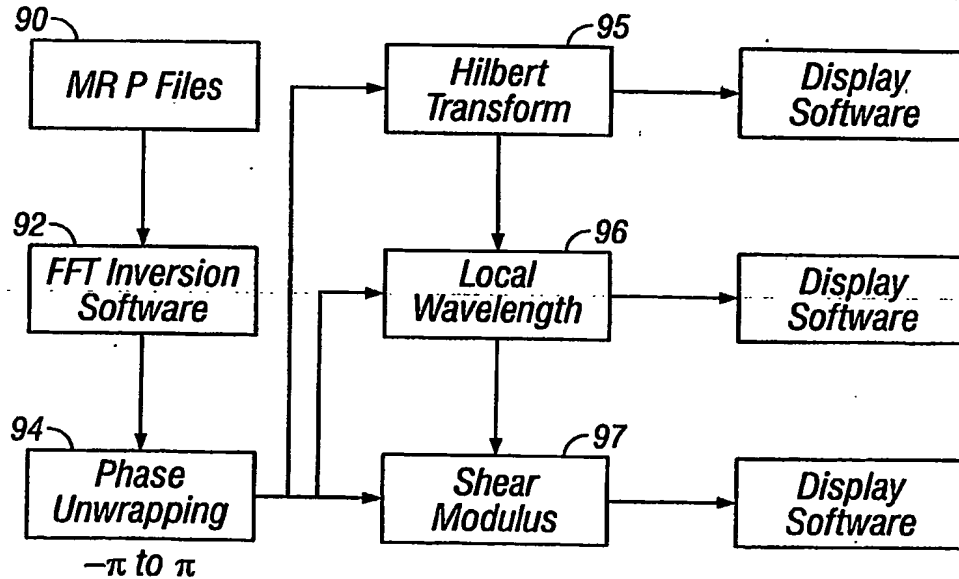 90
MR P Files
92
FFT Inversion
Software
94
Phase
Unwrapping
–π to π
95
Hilbert
Transform
96
Local
Wavelength
97
Shear
Modulus
Display
Software
Display
Software
Display
Software